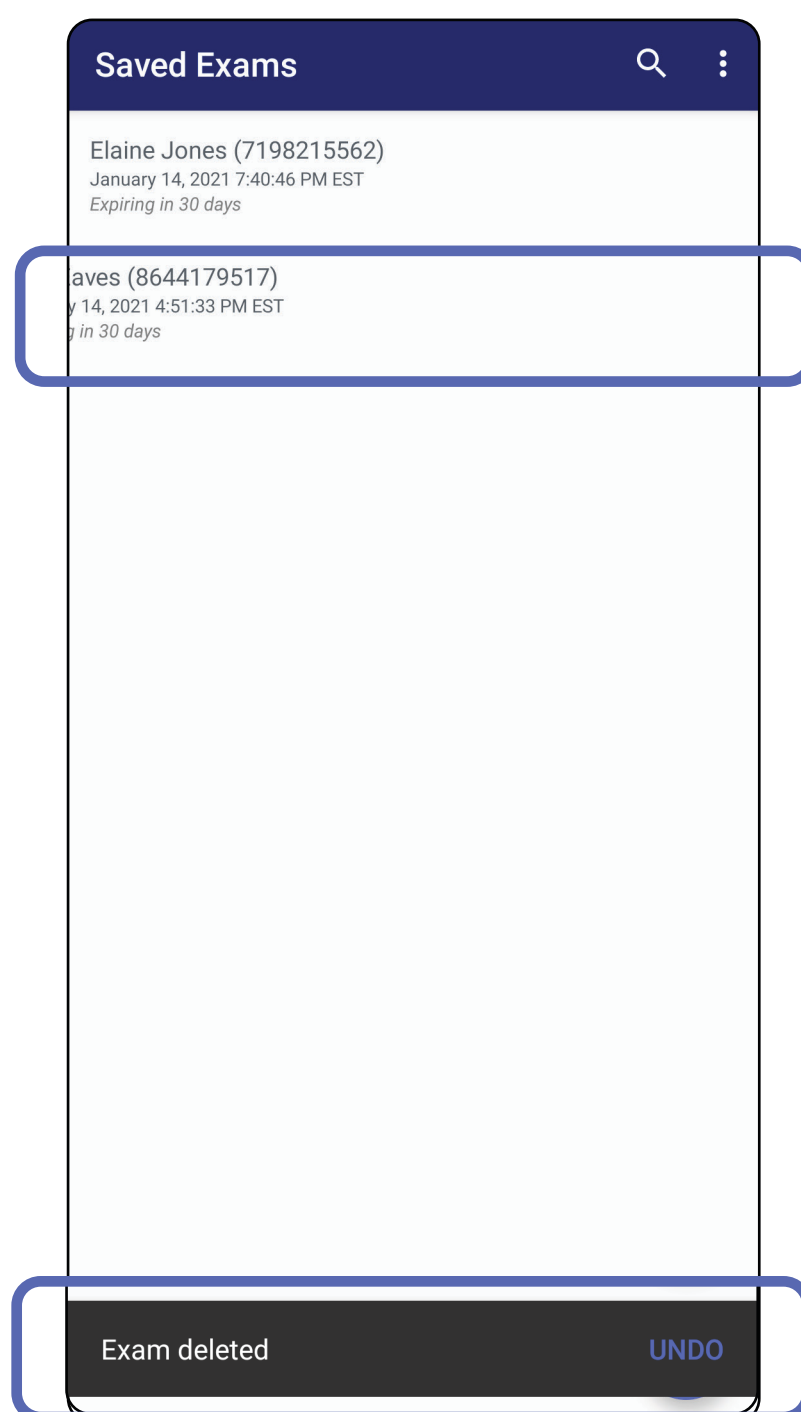 Saved Exams
Elaine Jones (7198215562)
January 14, 2021 7:40:46 PM EST
Expiring in 30 days
aves (8644179517)
y 14, 2021 4:51:33 PM EST
in 30 days
Exam deleted
UNDO